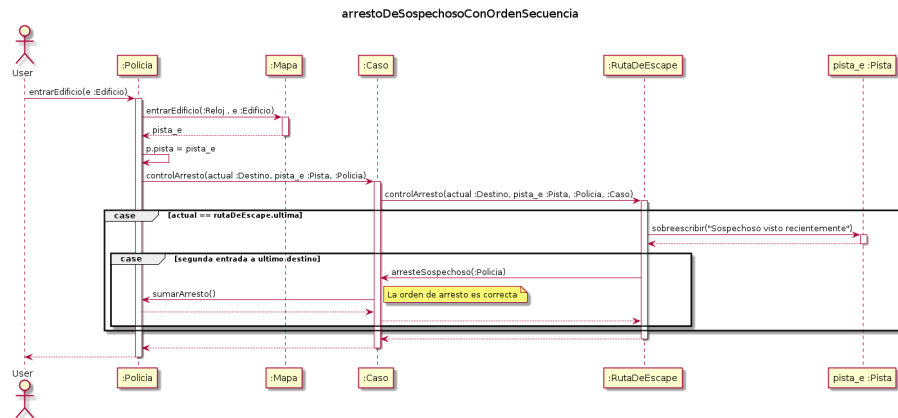 arrestoDeSospechosoConOrdenSecuencia
User
:Policia
:Mapa
:Caso
:RutaDeEscape
pista_e :Pista
entrarEdificio(e :Edificio)
entrarEdificio(:Reloj , e :Edificio)
pista_e
p.pista = pista_e
controlArresto(actual :Destino, pista_e :Pista, :Policia)
controlArresto(actual :Destino, pista_e :Pista, :Policia, :Caso)
case [actual == rutaDeEscape.ultima]
sobreescribir("Sospechoso visto recientemente")
case [segunda entrada a ultimo destino]
arresteSospechoso(:Policia)
sumarArresto()
La orden de arresto es correcta
User
:Policia
:Mapa
:Caso
:RutaDeEscape
pista_e :Pista